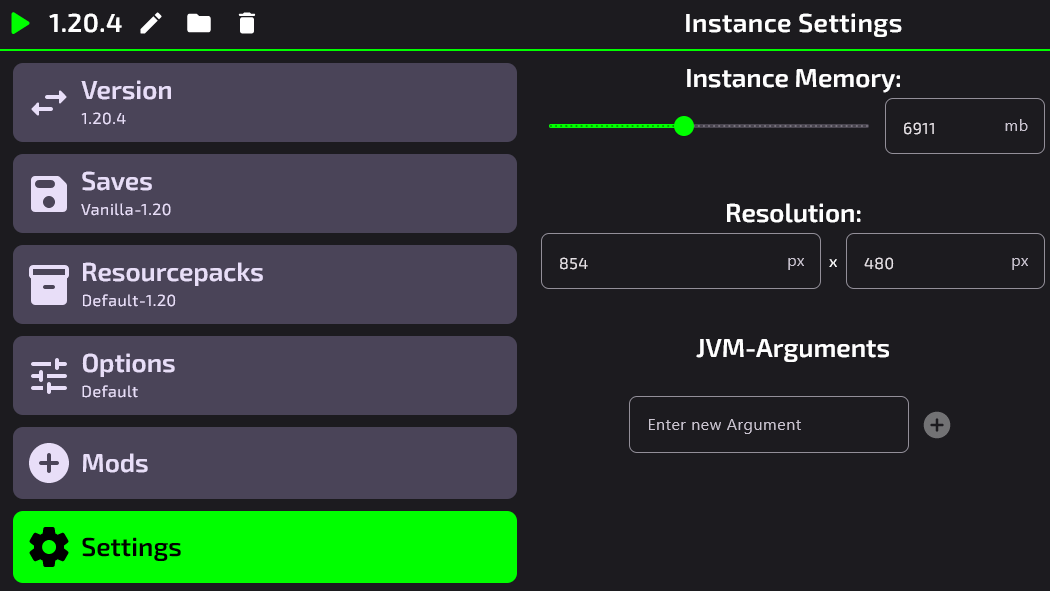 1.20.4
Instance Settings
Version
1.20.4
Saves
Vanilla-1.20
Resourcepacks
Default-1.20
Options
Default
Mods
Settings
Instance Memory:
6911 mb
Resolution:
854 px x 480 px
JVM-Arguments
Enter new Argument